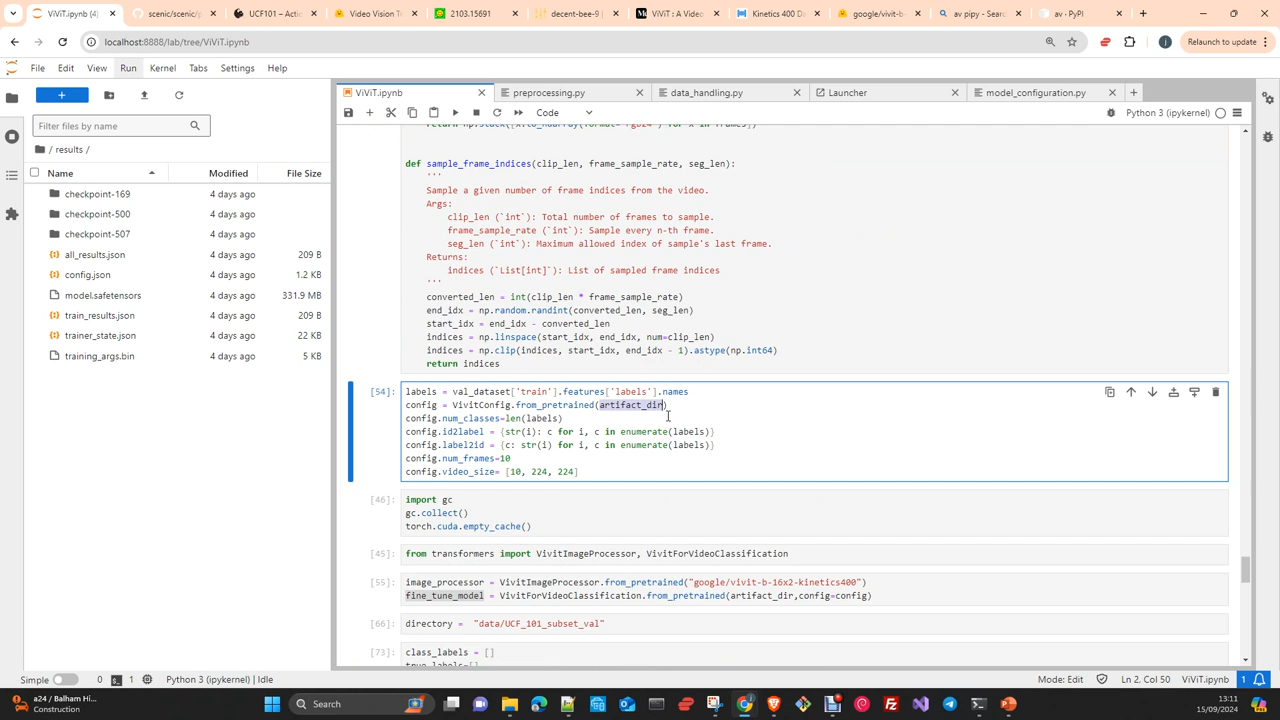 ViViT.ipynb (4)
scenic/scenic/p
UCF101 – Actio
Video Vision Tr
2103.15691
decent-bee-9
ViViT : A Video
Kinetics 400 Da
google/vivit-b
av pipy - Searc
av · PyPI
localhost:8888/lab/tree/ViViT.ipynb
Relaunch to update
File Edit View Run Kernel Tabs Settings Help
Filter files by name
/ results /
Name Modified File Size
checkpoint-169 4 days ago
checkpoint-500 4 days ago
checkpoint-507 4 days ago
all_results.json 4 days ago 209 B
config.json 4 days ago 1.2 KB
model.safetensors 4 days ago 331.9 MB
train_results.json 4 days ago 209 B
trainer_state.json 4 days ago 22 KB
training_args.bin 4 days ago 5 KB
ViViT.ipynb
preprocessing.py
data_handling.py
Launcher
model_configuration.py
Code
Python 3 (ipykernel)
def sample_frame_indices(clip_len, frame_sample_rate, seg_len):
'''
Sample a given number of frame indices from the video.
Args:
clip_len (`int`): Total number of frames to sample.
frame_sample_rate (`int`): Sample every n-th frame.
seg_len (`int`): Maximum allowed index of sample's last frame.
Returns:
indices (`List[int]`): List of sampled frame indices
'''
converted_len = int(clip_len * frame_sample_rate)
end_idx = np.random.randint(converted_len, seg_len)
start_idx = end_idx - converted_len
indices = np.linspace(start_idx, end_idx, num=clip_len)
indices = np.clip(indices, start_idx, end_idx - 1).astype(np.int64)
return indices
[54]: labels = val_dataset['train'].features['labels'].names
config = VivitConfig.from_pretrained(artifact_dir)
config.num_classes=len(labels)
config.id2label = {str(i): c for i, c in enumerate(labels)}
config.label2id = {c: str(i) for i, c in enumerate(labels)}
config.num_frames=10
config.video_size= [10, 224, 224]
[46]: import gc
gc.collect()
torch.cuda.empty_cache()
[45]: from transformers import VivitImageProcessor, VivitForVideoClassification
[55]: image_processor = VivitImageProcessor.from_pretrained("google/vivit-b-16x2-kinetics400")
fine_tune_model = VivitForVideoClassification.from_pretrained(artifact_dir,config=config)
[66]: directory = "data/UCF_101_subset_val"
[73]: class_labels = []
true_labels=[]
Simple 0 1 Python 3 (ipykernel) | Idle
Mode: Edit Ln 2, Col 50 ViViT.ipynb 1
a24 / Balham Hi...
Construction
Search
13:11
15/09/2024